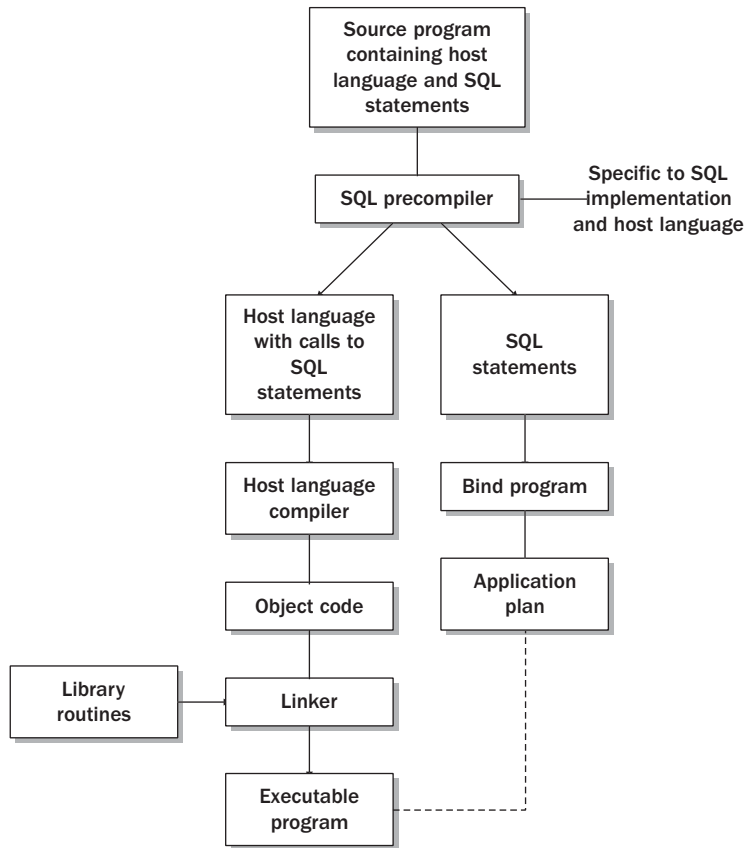 Source program
containing host
language and SQL
statements
SQL precompiler
Specific to SQL
implementation
and host language
Host language
with calls to
SQL
statements
SQL
statements
Host language
compiler
Bind program
Object code
Application
plan
Library
routines
Linker
Executable
program